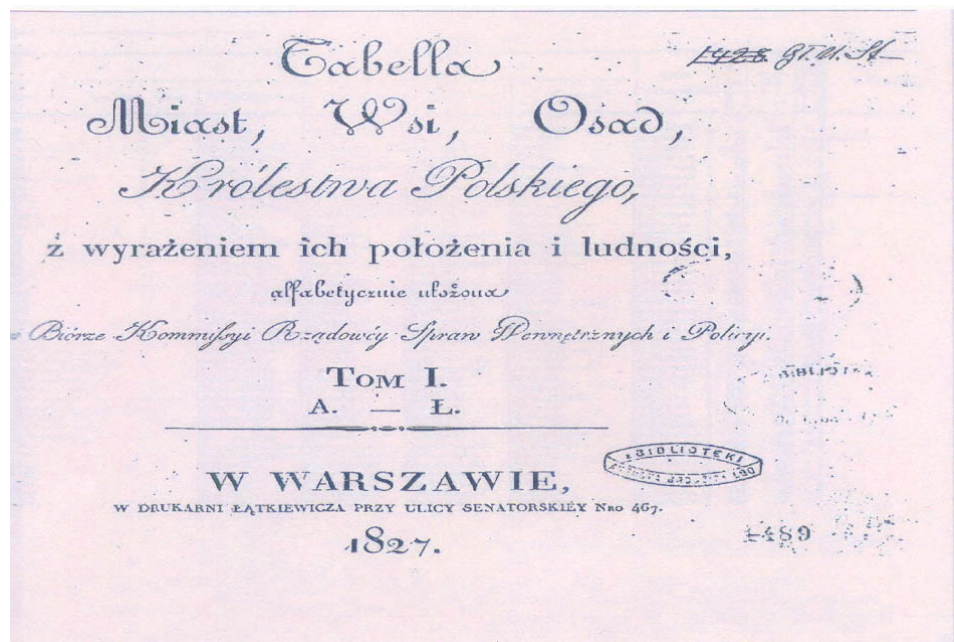 Tabella
Miast, Wsi, Osad,
Królestwa Polskiego,
z wyrażeniem ich położenia i ludności,
alfabetycznie ułożona
Biórze Kommissyi Rządowéy Spraw Wewnętrznych i Policyi.
TOM I.
A. — Ł.
BIBLIOTEKI
W WARSZAWIE,
W DRUKARNI ŁĄTKIEWICZA PRZY ULICY SENATORSKIÉY NRO 467.
1827.